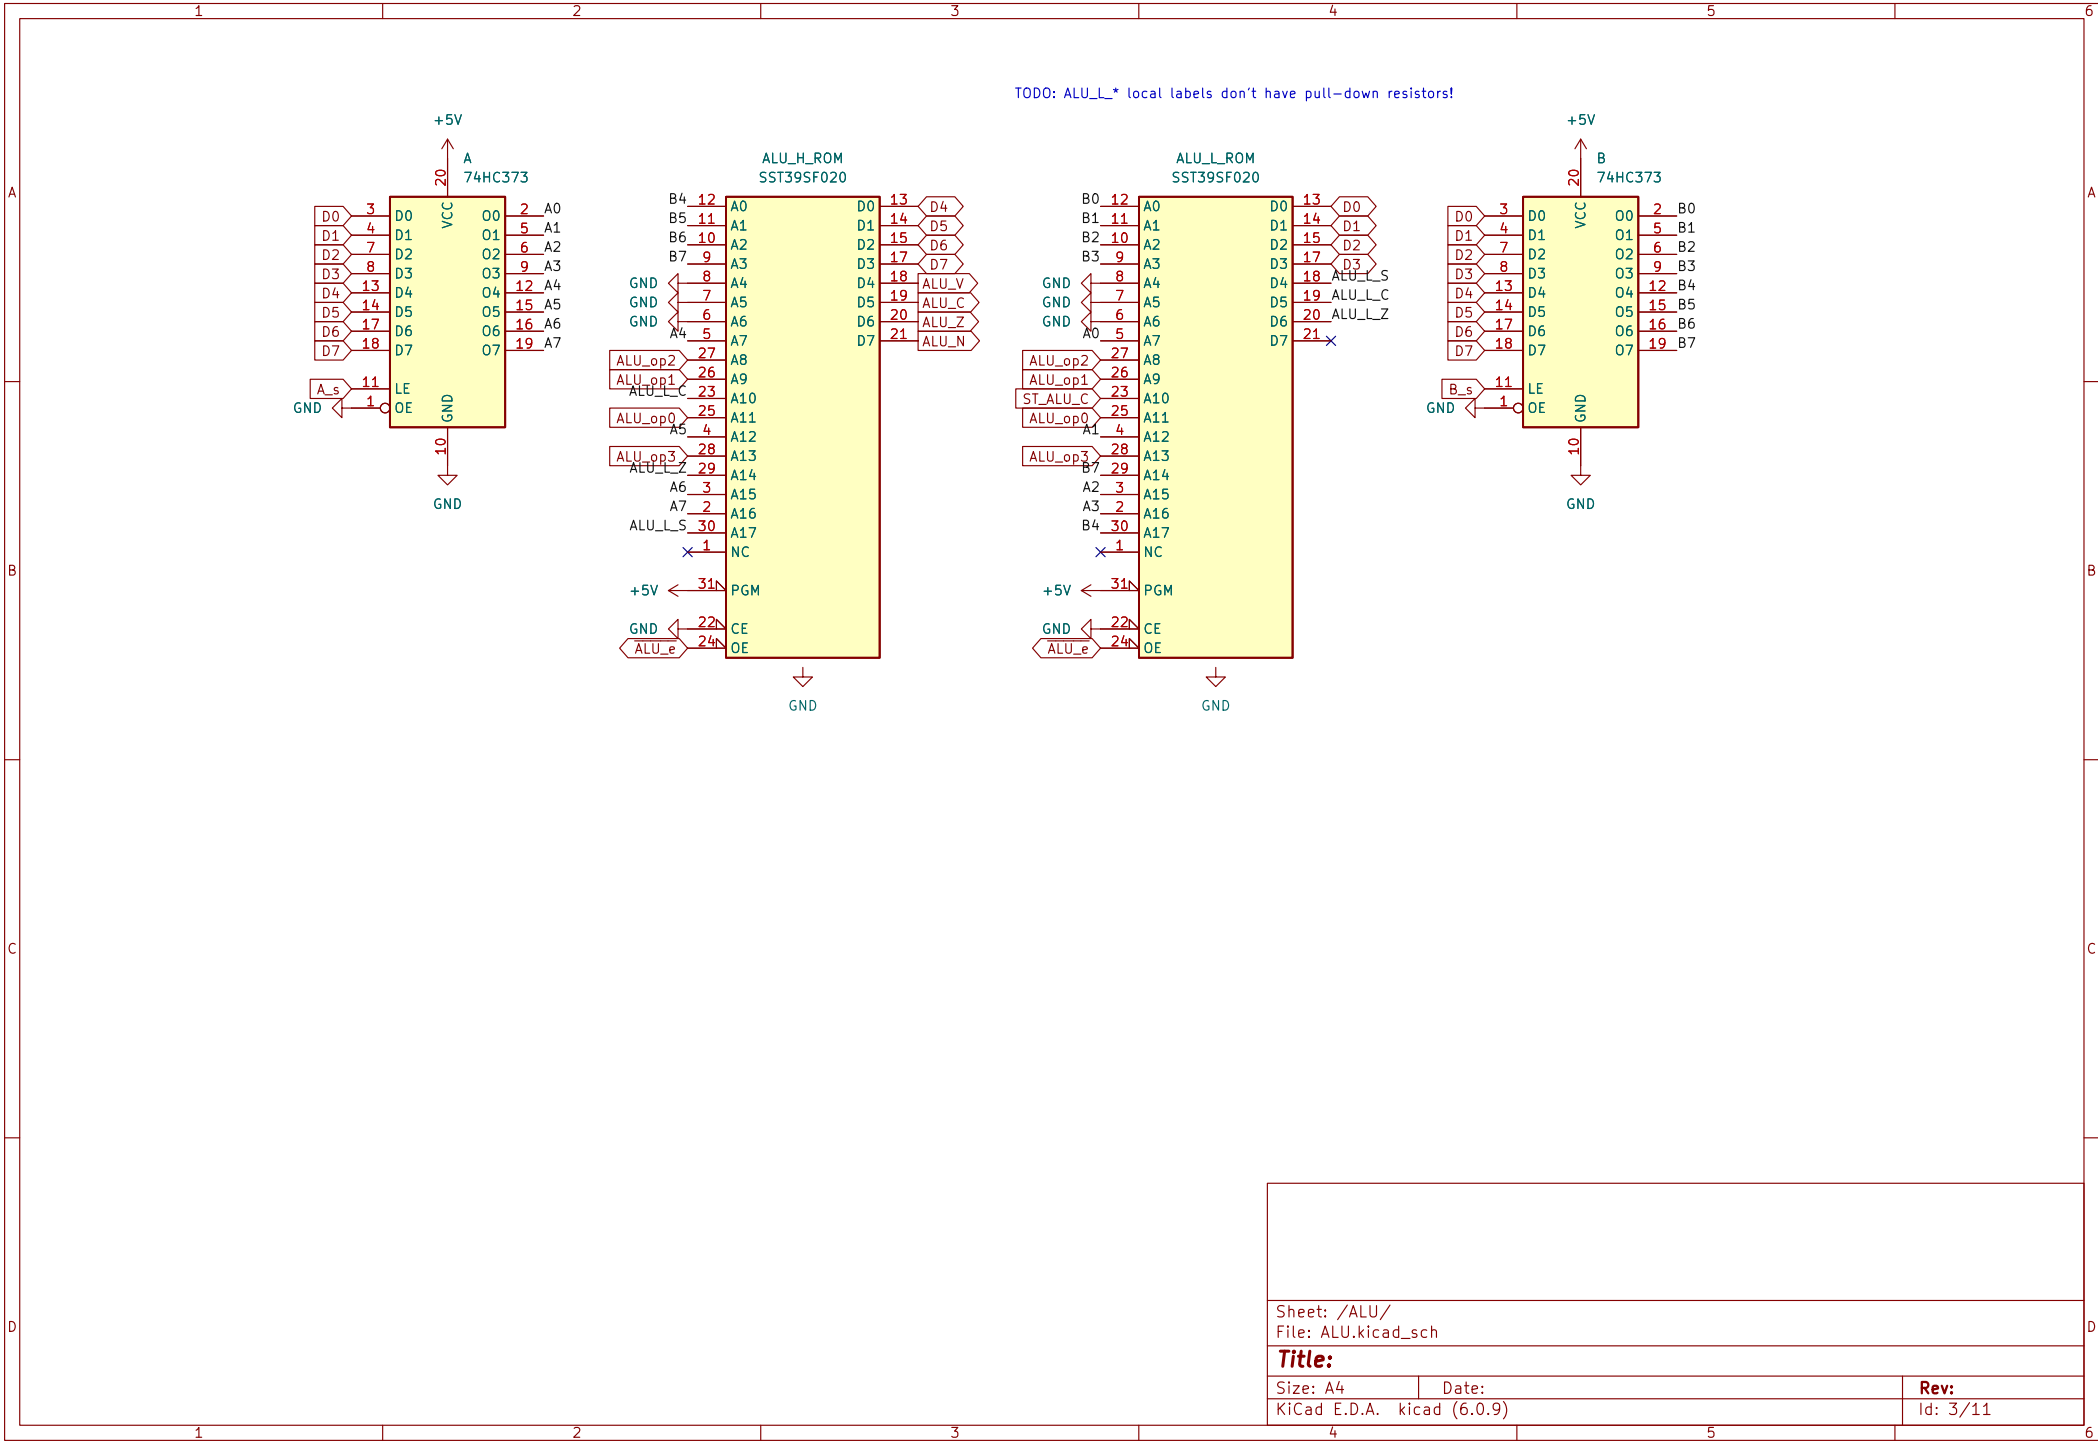 1 2 3 4 5 6
TODO: ALU_L_* local labels don't have pull-down resistors!
A
B
C
D
+5V
A
74HC373
20
VCC
D0 3 D0 O0 2 A0
D1 4 D1 O1 5 A1
D2 7 D2 O2 6 A2
D3 8 D3 O3 9 A3
D4 13 D4 O4 12 A4
D5 14 D5 O5 15 A5
D6 17 D6 O6 16 A6
D7 18 D7 O7 19 A7
A_s 11 LE
GND 1 OE
GND
10
GND
ALU_H_ROM
SST39SF020
B4 12 A0 D0 13 D4
B5 11 A1 D1 14 D5
B6 10 A2 D2 15 D6
B7 9 A3 D3 17 D7
GND 8 A4 D4 18 ALU_V
GND 7 A5 D5 19 ALU_C
GND 6 A6 D6 20 ALU_Z
A4 5 A7 D7 21 ALU_N
ALU_op2 27 A8
ALU_op1 26 A9
ALU_L_C 23 A10
ALU_op0 25 A11
A5 4 A12
ALU_op3 28 A13
ALU_L_Z 29 A14
A6 3 A15
A7 2 A16
ALU_L_S 30 A17
1 NC
+5V 31 PGM
GND 22 CE
ALU_e 24 OE
GND
ALU_L_ROM
SST39SF020
B0 12 A0 D0 13 D0
B1 11 A1 D1 14 D1
B2 10 A2 D2 15 D2
B3 9 A3 D3 17 D3
GND 8 A4 D4 18 ALU_L_S
GND 7 A5 D5 19 ALU_L_C
GND 6 A6 D6 20 ALU_L_Z
A0 5 A7 D7 21
ALU_op2 27 A8
ALU_op1 26 A9
ST_ALU_C 23 A10
ALU_op0 25 A11
A1 4 A12
ALU_op3 28 A13
B7 29 A14
A2 3 A15
A3 2 A16
B4 30 A17
1 NC
+5V 31 PGM
GND 22 CE
ALU_e 24 OE
GND
+5V
B
74HC373
20
VCC
D0 3 D0 O0 2 B0
D1 4 D1 O1 5 B1
D2 7 D2 O2 6 B2
D3 8 D3 O3 9 B3
D4 13 D4 O4 12 B4
D5 14 D5 O5 15 B5
D6 17 D6 O6 16 B6
D7 18 D7 O7 19 B7
B_s 11 LE
GND 1 OE
GND
10
GND
A
B
C
D
Sheet: /ALU/
File: ALU.kicad_sch
Title:
Size: A4 Date: Rev:
KiCad E.D.A. kicad (6.0.9) Id: 3/11
1 2 3 4 5 6